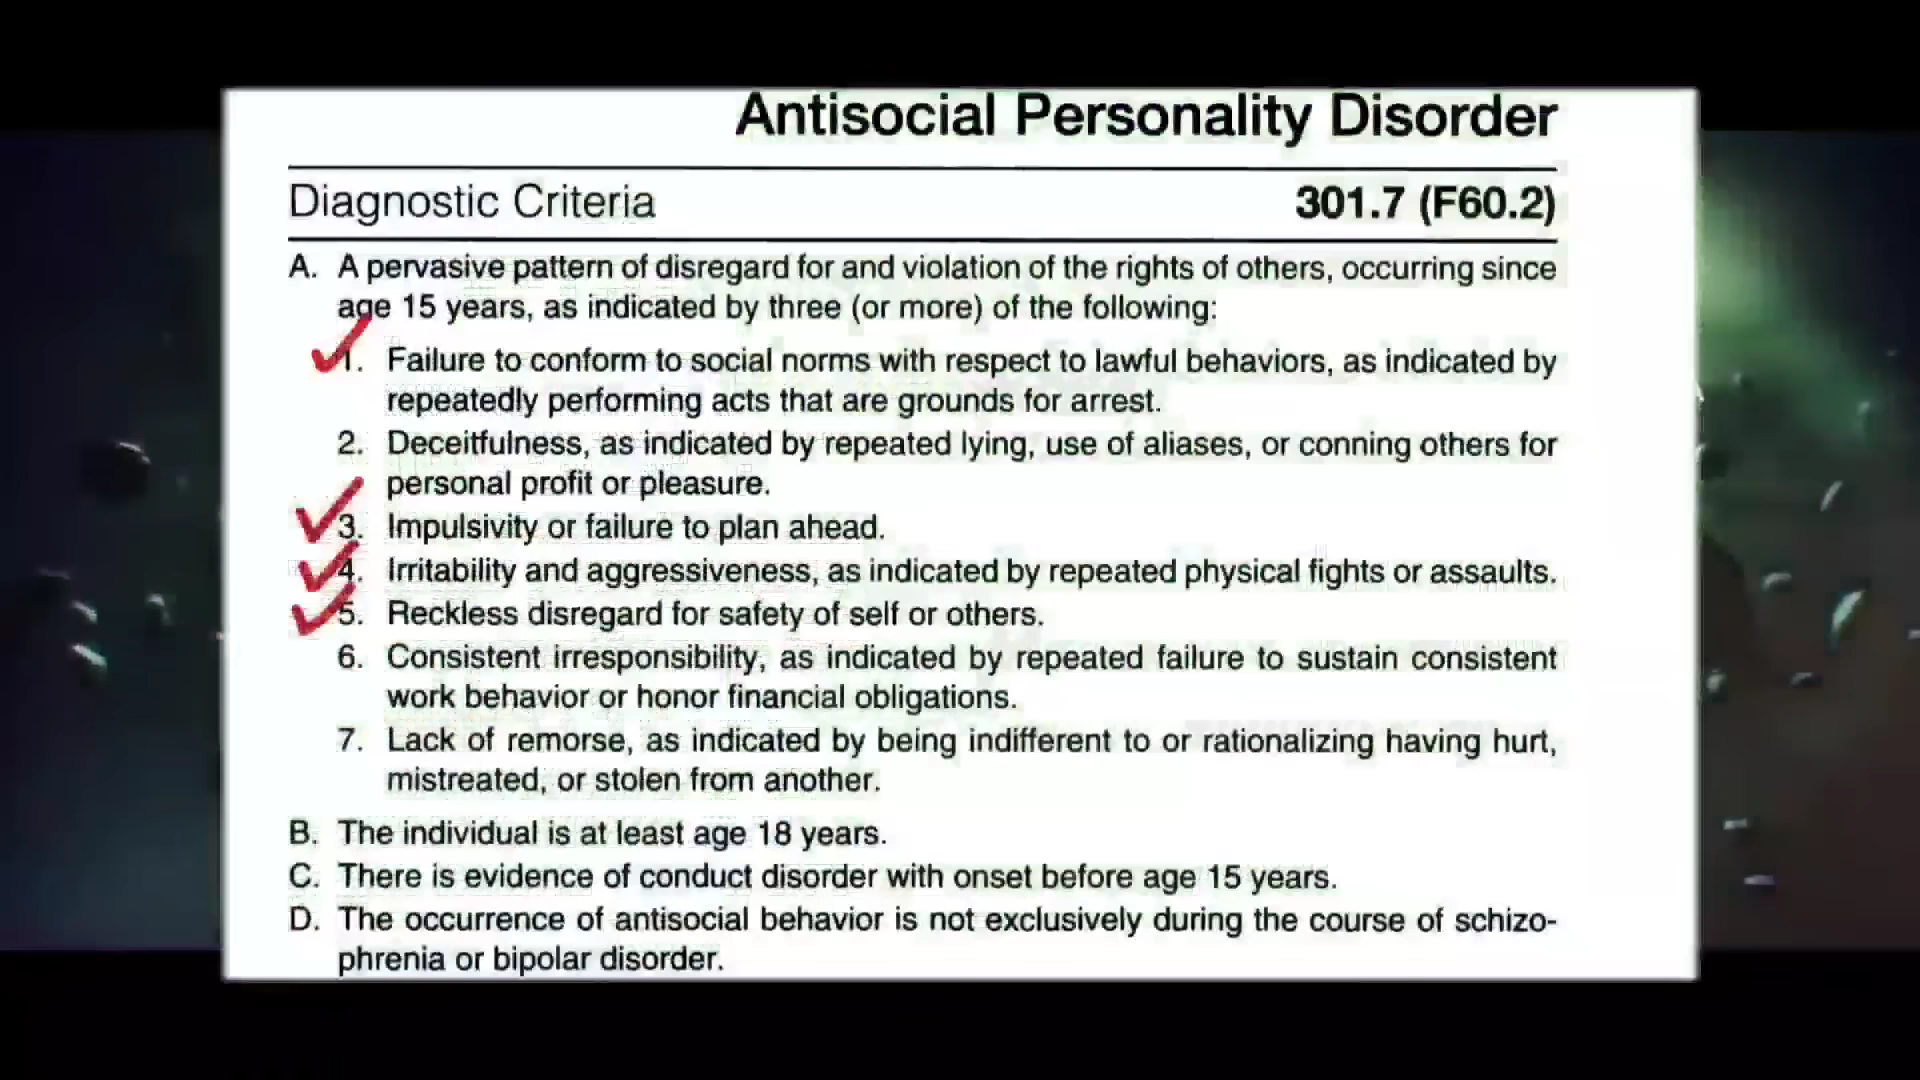 Antisocial Personality Disorder
Diagnostic Criteria 301.7 (F60.2)
A. A pervasive pattern of disregard for and violation of the rights of others, occurring since
age 15 years, as indicated by three (or more) of the following:
1. Failure to conform to social norms with respect to lawful behaviors, as indicated by
repeatedly performing acts that are grounds for arrest.
2. Deceitfulness, as indicated by repeated lying, use of aliases, or conning others for
personal profit or pleasure.
3. Impulsivity or failure to plan ahead.
4. Irritability and aggressiveness, as indicated by repeated physical fights or assaults.
5. Reckless disregard for safety of self or others.
6. Consistent irresponsibility, as indicated by repeated failure to sustain consistent
work behavior or honor financial obligations.
7. Lack of remorse, as indicated by being indifferent to or rationalizing having hurt,
mistreated, or stolen from another.
B. The individual is at least age 18 years.
C. There is evidence of conduct disorder with onset before age 15 years.
D. The occurrence of antisocial behavior is not exclusively during the course of schizo-
phrenia or bipolar disorder.